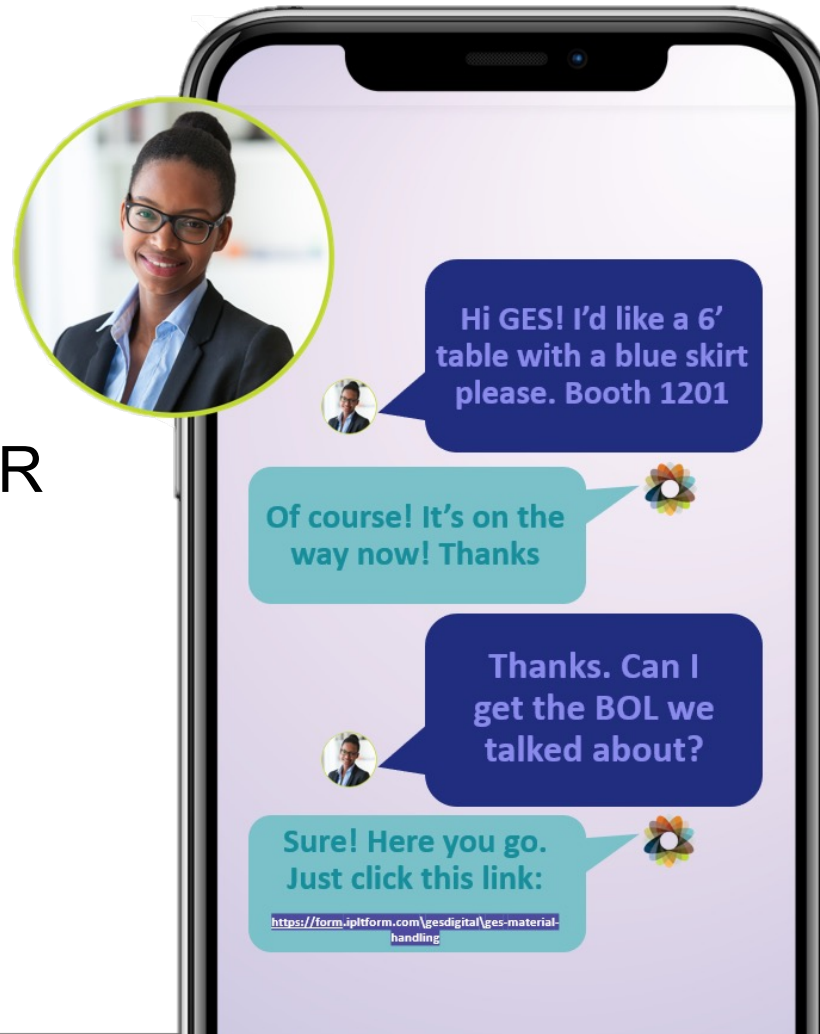 R
Hi GES! I'd like a 6'
table with a blue skirt
please. Booth 1201
Of course! It's on the
way now! Thanks
Thanks. Can I
get the BOL we
talked about?
Sure! Here you go.
Just click this link:
https://form.ipltform.com\gesdigital\ges-material-
handling